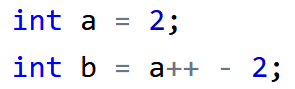 int a = 2;
int b = a++ - 2;